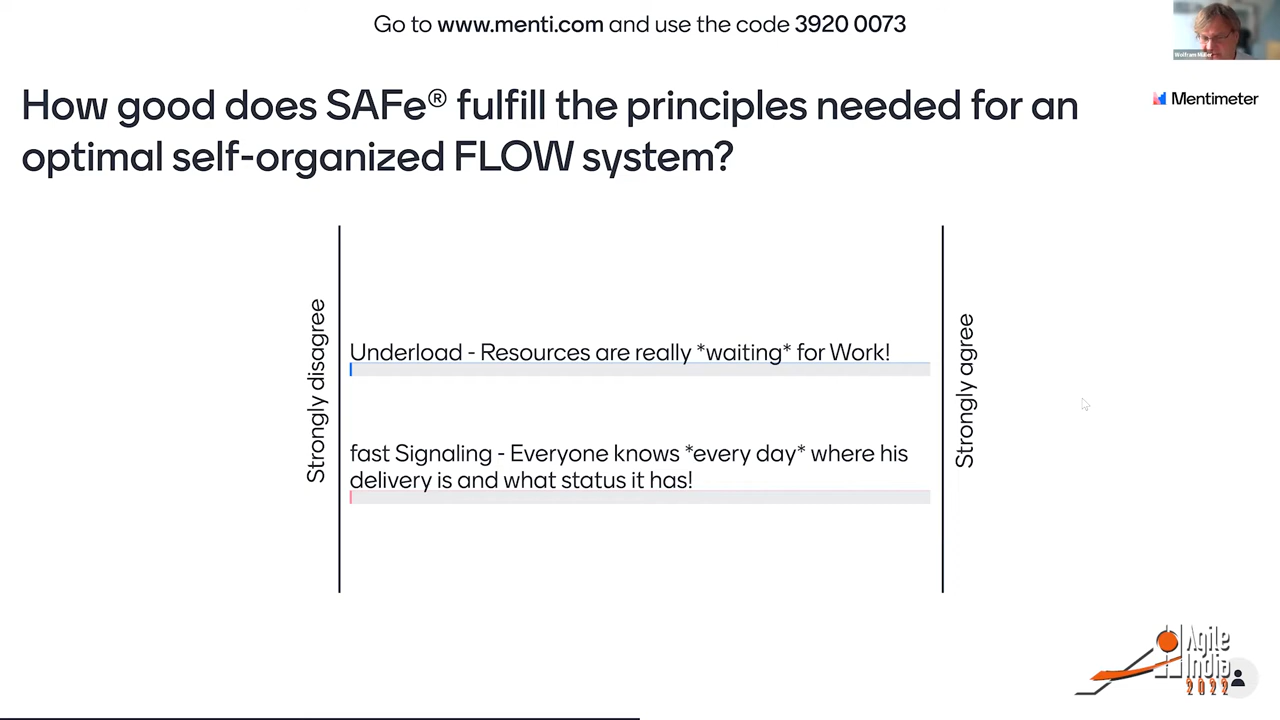 Go to www.menti.com and use the code 3920 0073
Wolfram Müller
How good does SAFe® fulfill the principles needed for an
optimal self-organized FLOW system?
Mentimeter
Strongly disagree
Underload - Resources are really *waiting* for Work!
fast Signaling - Everyone knows *every day* where his
delivery is and what status it has!
Strongly agree
Agile
India
2022